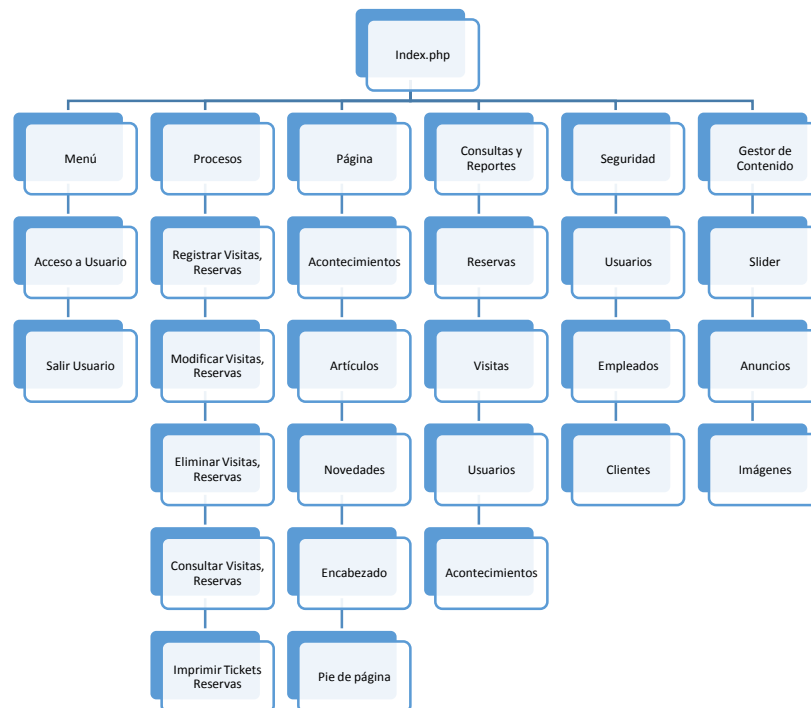 Index.php
Menú
Procesos
Página
Consultas y
Reportes
Seguridad
Gestor de
Contenido
Acceso a Usuario
Registrar Visitas,
Reservas
Acontecimientos
Reservas
Usuarios
Slider
Salir Usuario
Modificar Visitas,
Reservas
Artículos
Visitas
Empleados
Anuncios
Eliminar Visitas,
Reservas
Novedades
Usuarios
Clientes
Imágenes
Consultar Visitas,
Reservas
Encabezado
Acontecimientos
Imprimir Tickets
Reservas
Pie de página